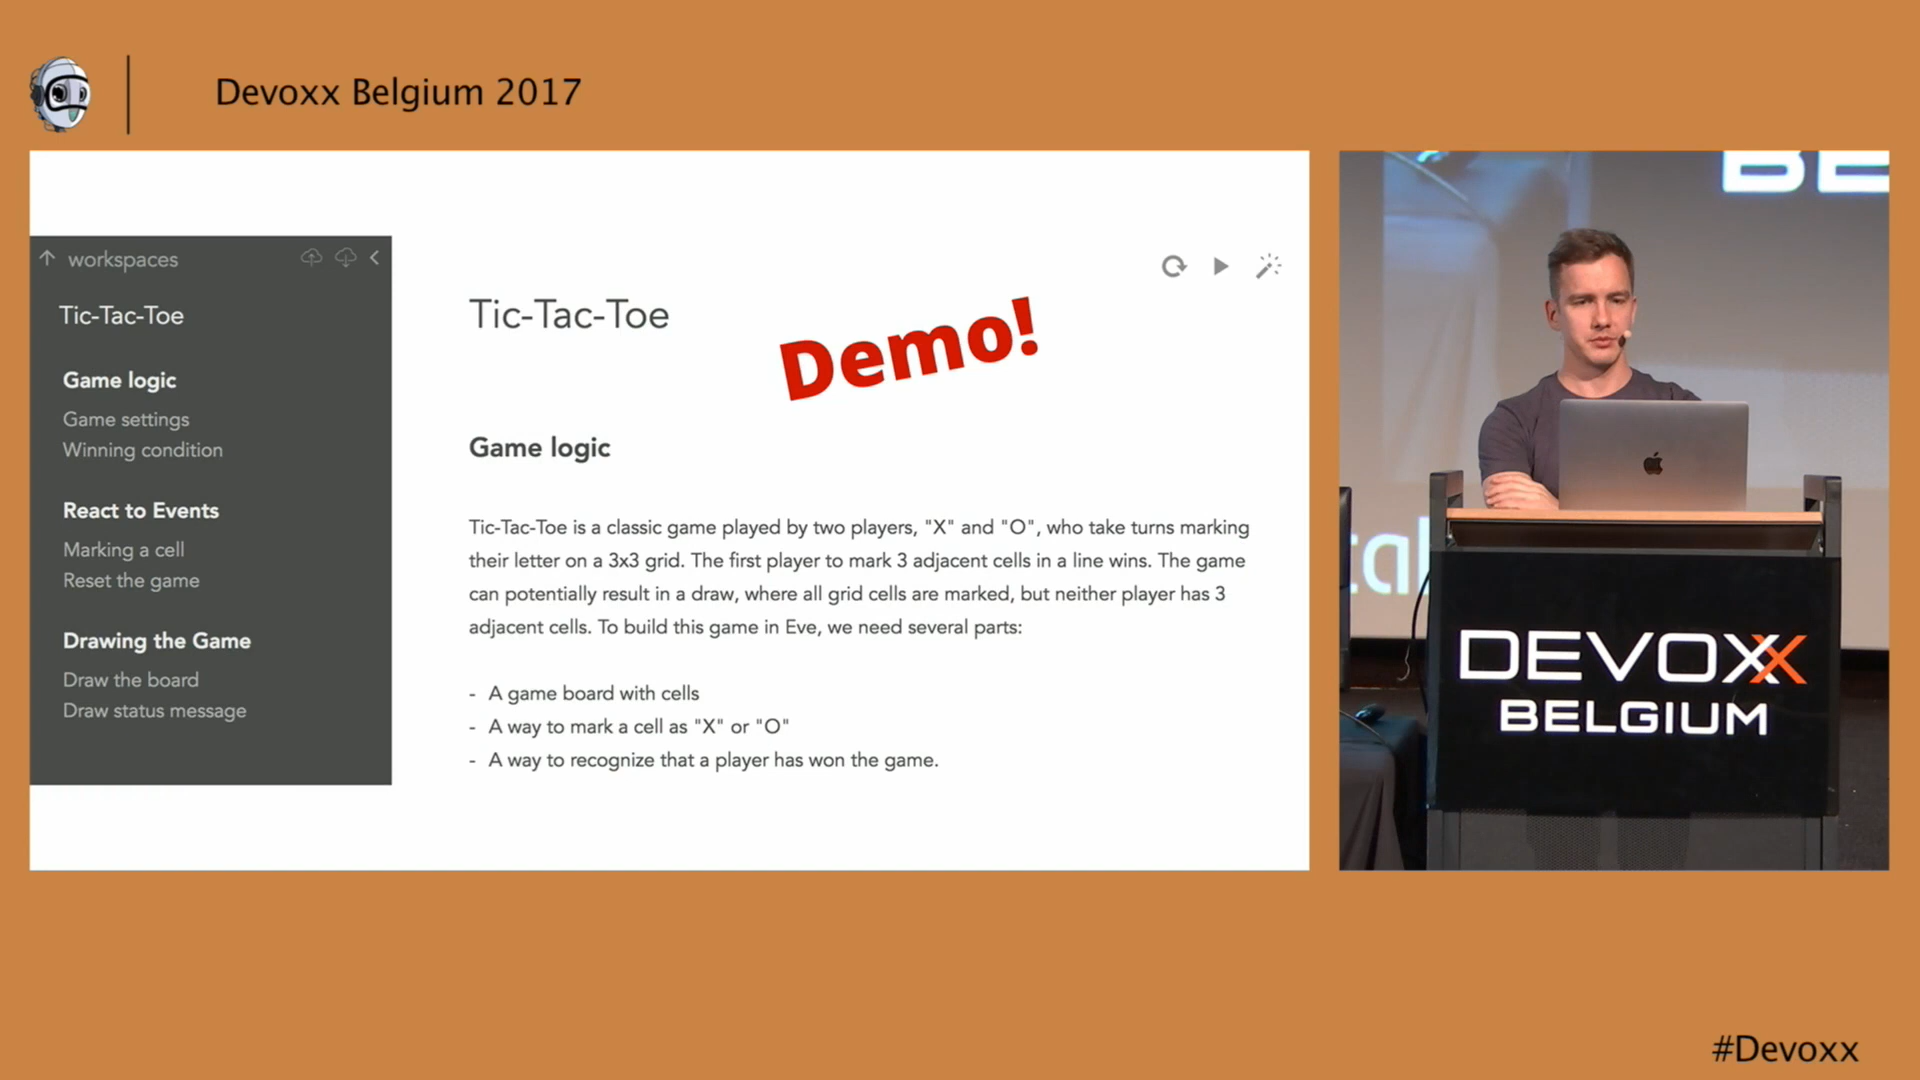 Devoxx Belgium 2017
workspaces
Tic-Tac-Toe
Game logic
Game settings
Winning condition
React to Events
Marking a cell
Reset the game
Drawing the Game
Draw the board
Draw status message
Tic-Tac-Toe
Demo!
Game logic
Tic-Tac-Toe is a classic game played by two players, "X" and "O", who take turns marking
their letter on a 3x3 grid. The first player to mark 3 adjacent cells in a line wins. The game
can potentially result in a draw, where all grid cells are marked, but neither player has 3
adjacent cells. To build this game in Eve, we need several parts:
- A game board with cells
- A way to mark a cell as "X" or "O"
- A way to recognize that a player has won the game.
BE
DEVOXX
BELGIUM
#Devoxx